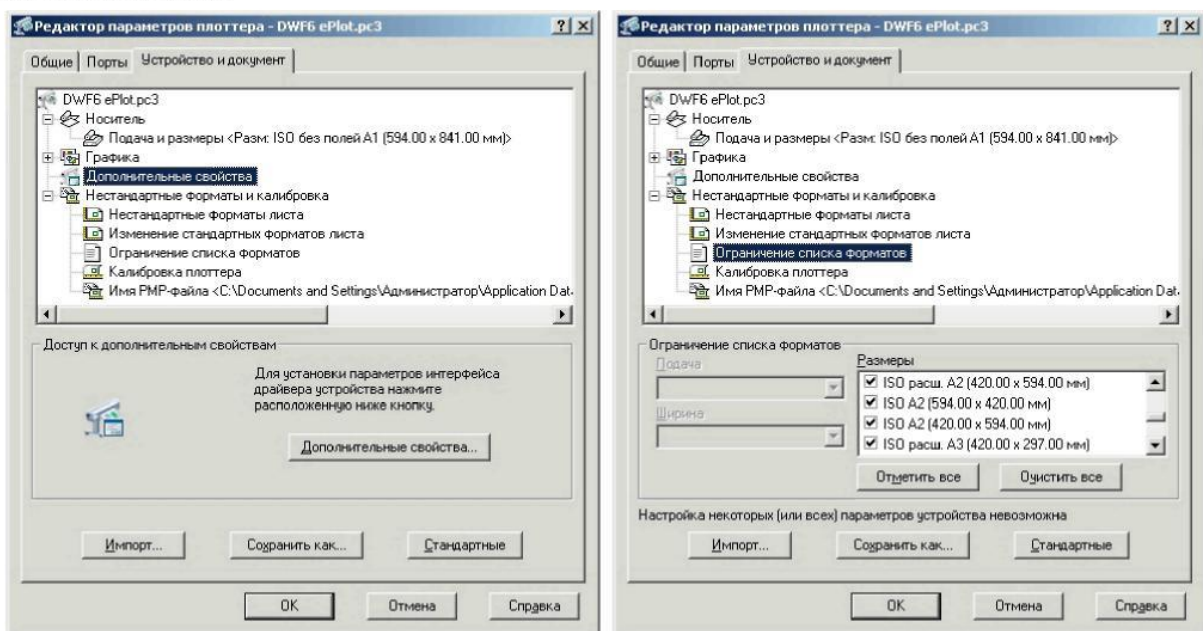 Редактор параметров плоттера - DWF6 ePlot.pc3
Общие
Порты
Устройство и документ
DWF6 ePlot.pc3
Носитель
Подача и размеры <Разм: ISO без полей A1 (594.00 x 841.00 мм)>
Графика
Дополнительные свойства
Нестандартные форматы и калибровка
Нестандартные форматы листа
Изменение стандартных форматов листа
Ограничение списка форматов
Калибровка плоттера
Имя PMP-файла <C:\Documents and Settings\Администратор\Application Dat
Доступ к дополнительным свойствам
Для установки параметров интерфейса
драйвера устройства нажмите
расположенную ниже кнопку.
Дополнительные свойства...
Импорт...
Сохранить как...
Стандартные
OK
Отмена
Справка
Редактор параметров плоттера - DWF6 ePlot.pc3
Общие
Порты
Устройство и документ
DWF6 ePlot.pc3
Носитель
Подача и размеры <Разм: ISO без полей A1 (594.00 x 841.00 мм)>
Графика
Дополнительные свойства
Нестандартные форматы и калибровка
Нестандартные форматы листа
Изменение стандартных форматов листа
Ограничение списка форматов
Калибровка плоттера
Имя PMP-файла <C:\Documents and Settings\Администратор\Application Dat
Ограничение списка форматов
Подача
Ширина
Размеры
ISO расш. A2 (420.00 x 594.00 мм)
ISO A2 (594.00 x 420.00 мм)
ISO A2 (420.00 x 594.00 мм)
ISO расш. A3 (420.00 x 297.00 мм)
Отметить все
Очистить все
Настройка некоторых (или всех) параметров устройства невозможна
Импорт...
Сохранить как...
Стандартные
OK
Отмена
Справка